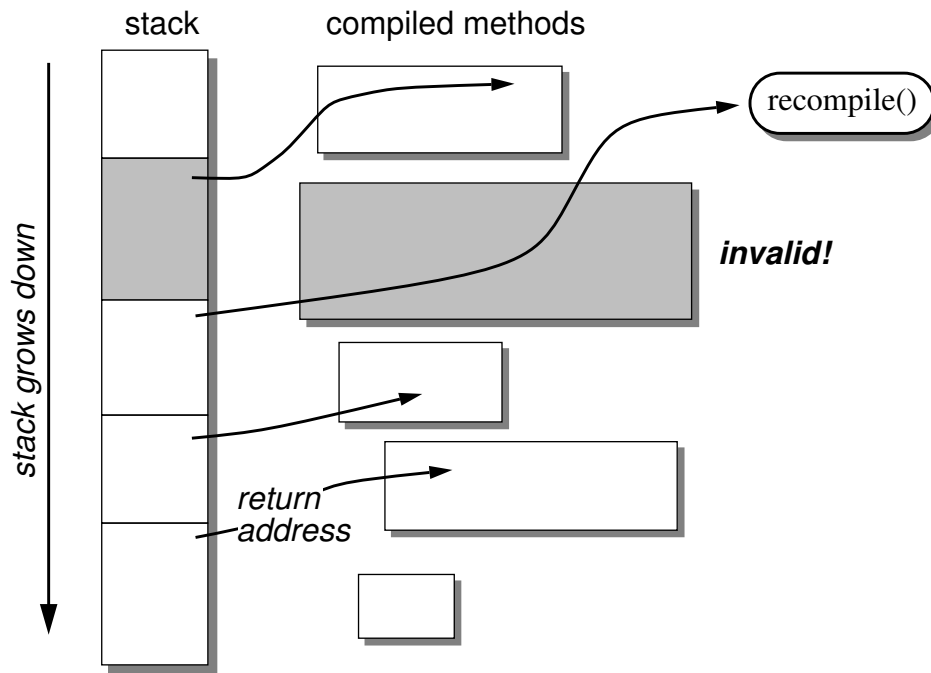 stack
compiled methods
recompile()
invalid!
stack grows down
return
address